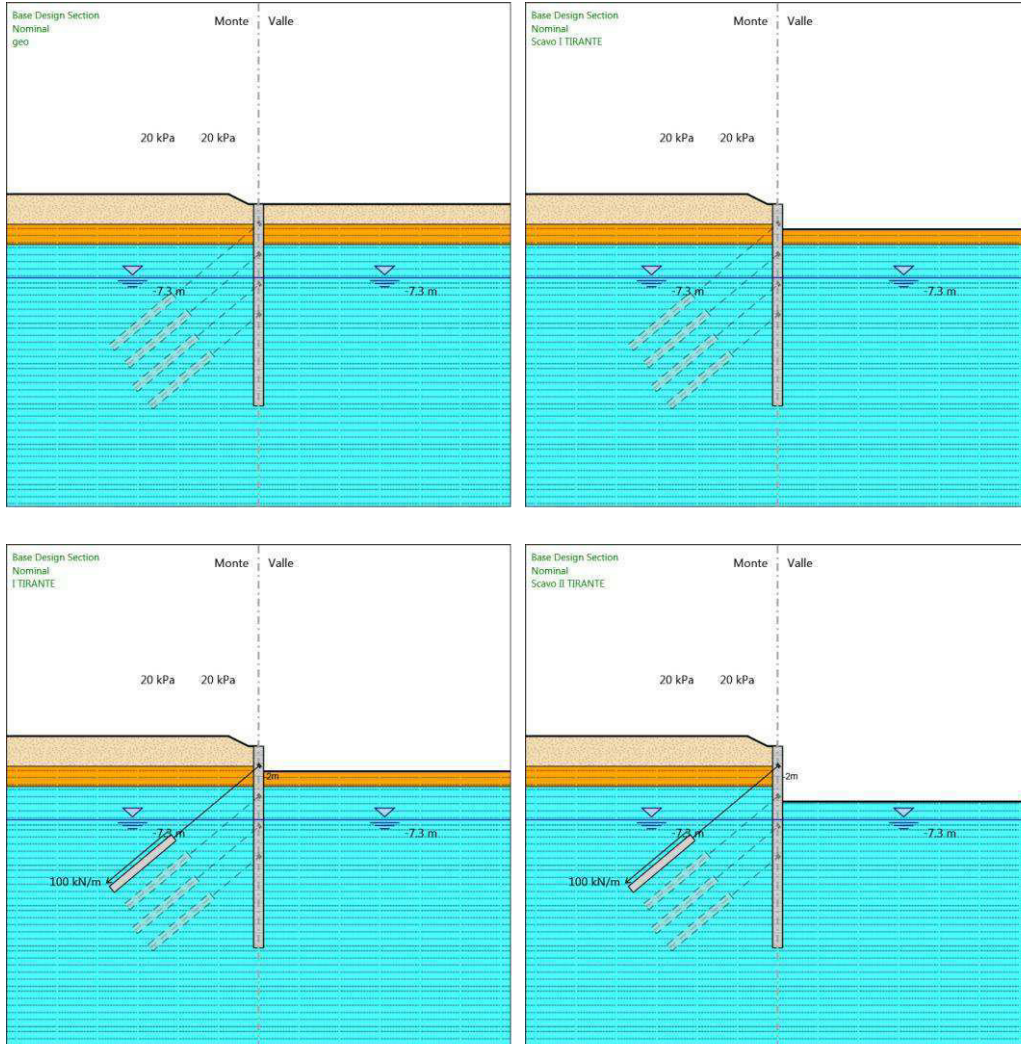 Base Design Section
Nominal
geo
Monte Valle
20 kPa 20 kPa
-7.3 m -7.3 m
Base Design Section
Nominal
Scavo I TIRANTE
Monte Valle
20 kPa 20 kPa
-7.3 m -7.3 m
Base Design Section
Nominal
I TIRANTE
Monte Valle
20 kPa 20 kPa
-2m
-7.3 m -7.3 m
100 kN/m
Base Design Section
Nominal
Scavo II TIRANTE
Monte Valle
20 kPa 20 kPa
-2m
-7.3 m -7.3 m
100 kN/m